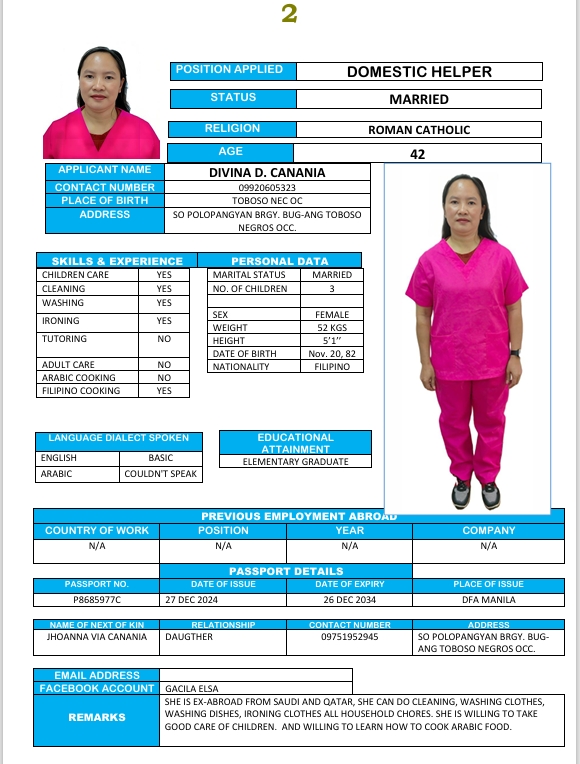 2
POSITION APPLIED DOMESTIC HELPER
STATUS MARRIED
RELIGION ROMAN CATHOLIC
AGE 42
APPLICANT NAME DIVINA D. CANANIA
CONTACT NUMBER 09920605323
PLACE OF BIRTH TOBOSO NEC OC
ADDRESS SO POLOPANGYAN BRGY. BUG-ANG TOBOSO
NEGROS OCC.
SKILLS & EXPERIENCE
CHILDREN CARE YES
CLEANING YES
WASHING YES
IRONING YES
TUTORING NO
ADULT CARE NO
ARABIC COOKING NO
FILIPINO COOKING YES
PERSONAL DATA
MARITAL STATUS MARRIED
NO. OF CHILDREN 3
SEX FEMALE
WEIGHT 52 KGS
HEIGHT 5'1''
DATE OF BIRTH Nov. 20, 82
NATIONALITY FILIPINO
LANGUAGE DIALECT SPOKEN
ENGLISH BASIC
ARABIC COULDN'T SPEAK
EDUCATIONAL
ATTAINMENT
ELEMENTARY GRADUATE
PREVIOUS EMPLOYMENT ABROAD
COUNTRY OF WORK POSITION YEAR COMPANY
N/A N/A N/A N/A
PASSPORT DETAILS
PASSPORT NO. DATE OF ISSUE DATE OF EXPIRY PLACE OF ISSUE
P8685977C 27 DEC 2024 26 DEC 2034 DFA MANILA
NAME OF NEXT OF KIN RELATIONSHIP CONTACT NUMBER ADDRESS
JHOANNA VIA CANANIA DAUGTHER 09751952945 SO POLOPANGYAN BRGY. BUG-
ANG TOBOSO NEGROS OCC.
EMAIL ADDRESS
FACEBOOK ACCOUNT GACILA ELSA
REMARKS
SHE IS EX-ABROAD FROM SAUDI AND QATAR, SHE CAN DO CLEANING, WASHING CLOTHES,
WASHING DISHES, IRONING CLOTHES ALL HOUSEHOLD CHORES. SHE IS WILLING TO TAKE
GOOD CARE OF CHILDREN. AND WILLING TO LEARN HOW TO COOK ARABIC FOOD.